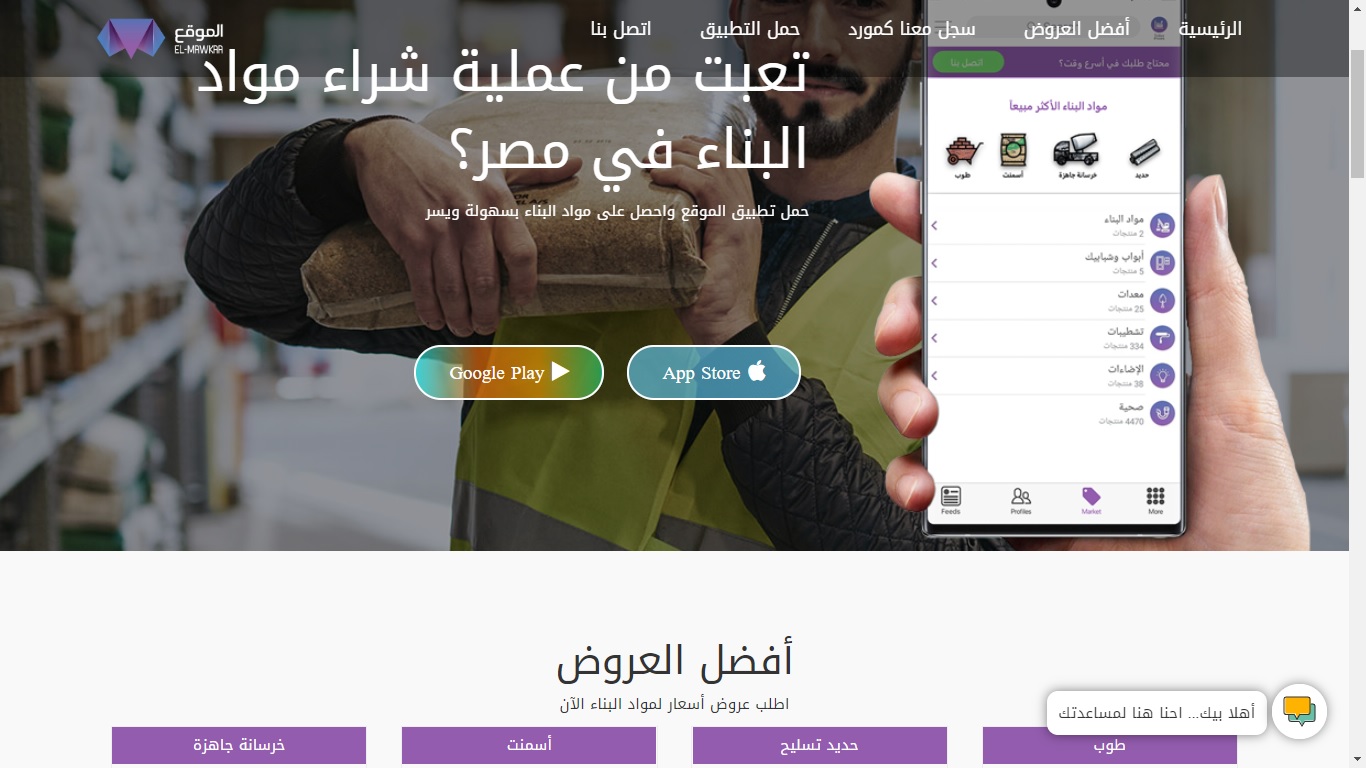 الرئيسية
أفضل العروض
سجل معنا كمورد
حمل التطبيق
اتصل بنا
الموقع
EL-MAWKAA
تعبت من عملية شراء مواد
البناء في مصر؟
حمل تطبيق الموقع واحصل على مواد البناء بسهولة ويسر
App Store
Google Play
محتاج طلبك في أسرع وقت؟
اتصل بنا
مواد البناء الأكثر مبيعاً
حديد
خرسانة جاهزة
أسمنت
طوب
مواد البناء
2 منتجات
أبواب وشبابيك
5 منتجات
معدات
25 منتجات
تشطيبات
334 منتجات
الإضاءات
38 منتجات
صحية
4470 منتجات
Feeds
Profiles
Market
More
أفضل العروض
اطلب عروض أسعار لمواد البناء الآن
طوب
حديد تسليح
أسمنت
خرسانة جاهزة
أهلا بيك... احنا هنا لمساعدتك